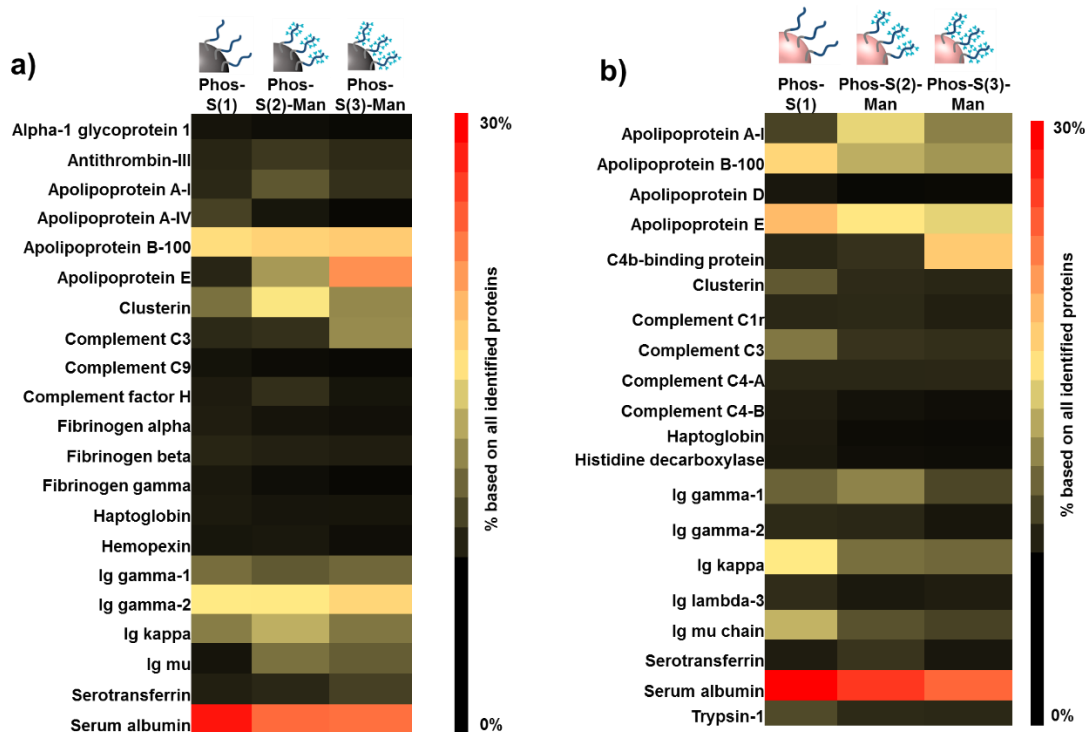 a)
Phos-
S(1)
Phos-
S(2)-Man
Phos-
S(3)-Man
Alpha-1 glycoprotein 1
Antithrombin-III
Apolipoprotein A-I
Apolipoprotein A-IV
Apolipoprotein B-100
Apolipoprotein E
Clusterin
Complement C3
Complement C9
Complement factor H
Fibrinogen alpha
Fibrinogen beta
Fibrinogen gamma
Haptoglobin
Hemopexin
Ig gamma-1
Ig gamma-2
Ig kappa
Ig mu
Serotransferrin
Serum albumin
30%
% based on all identified proteins
0%
b)
Phos-
S(1)
Phos-S(2)-
Man
Phos-S(3)-
Man
Apolipoprotein A-I
Apolipoprotein B-100
Apolipoprotein D
Apolipoprotein E
C4b-binding protein
Clusterin
Complement C1r
Complement C3
Complement C4-A
Complement C4-B
Haptoglobin
Histidine decarboxylase
Ig gamma-1
Ig gamma-2
Ig kappa
Ig lambda-3
Ig mu chain
Serotransferrin
Serum albumin
Trypsin-1
30%
% based on all identified proteins
0%